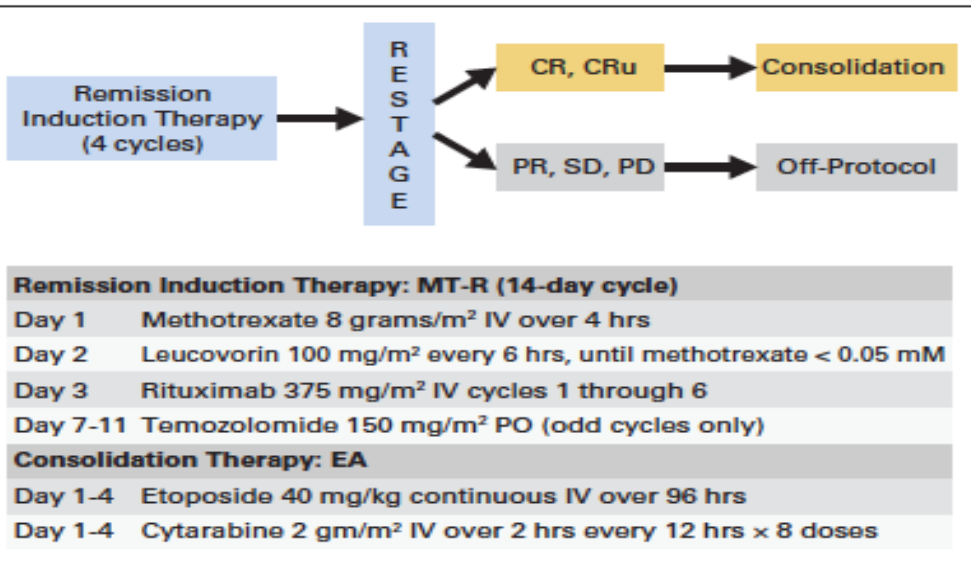 Remission
Induction Therapy
(4 cycles)
RESTAGE
CR, CRu
Consolidation
PR, SD, PD
Off-Protocol
Remission Induction Therapy: MT-R (14-day cycle)
Day 1 Methotrexate 8 grams/m² IV over 4 hrs
Day 2 Leucovorin 100 mg/m² every 6 hrs, until methotrexate < 0.05 mM
Day 3 Rituximab 375 mg/m² IV cycles 1 through 6
Day 7-11 Temozolomide 150 mg/m² PO (odd cycles only)
Consolidation Therapy: EA
Day 1-4 Etoposide 40 mg/kg continuous IV over 96 hrs
Day 1-4 Cytarabine 2 gm/m² IV over 2 hrs every 12 hrs × 8 doses